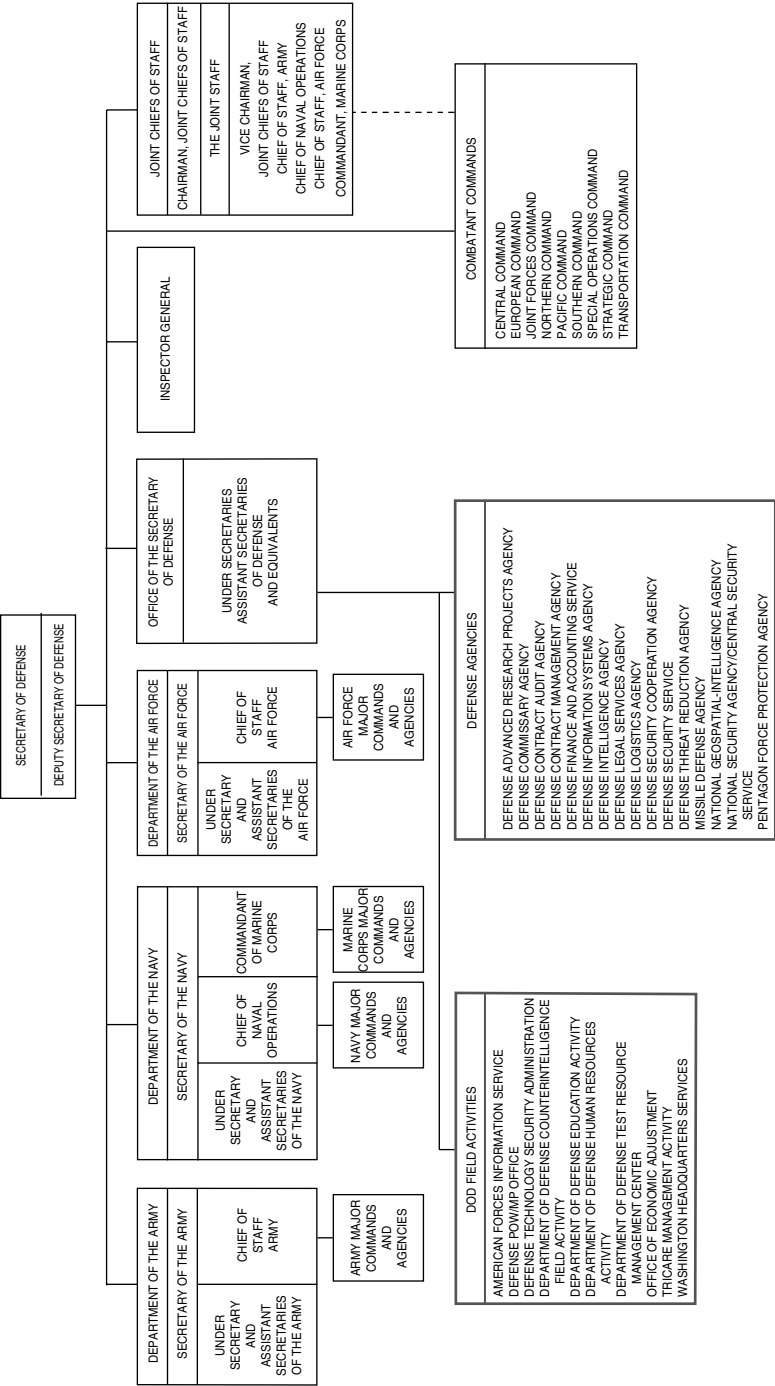 SECRETARY OF DEFENSE
DEPUTY SECRETARY OF DEFENSE
DEPARTMENT OF THE ARMY
SECRETARY OF THE ARMY
UNDER
SECRETARY
AND
ASSISTANT
SECRETARIES
OF THE ARMY
CHIEF OF
STAFF
ARMY
ARMY MAJOR
COMMANDS
AND
AGENCIES
DEPARTMENT OF THE NAVY
SECRETARY OF THE NAVY
UNDER
SECRETARY
AND
ASSISTANT
SECRETARIES
OF THE NAVY
CHIEF OF
NAVAL
OPERATIONS
COMMANDANT
OF MARINE
CORPS
NAVY MAJOR
COMMANDS
AND
AGENCIES
MARINE
CORPS MAJOR
COMMANDS
AND
AGENCIES
DEPARTMENT OF THE AIR FORCE
SECRETARY OF THE AIR FORCE
UNDER
SECRETARY
AND
ASSISTANT
SECRETARIES
OF THE
AIR FORCE
CHIEF OF
STAFF
AIR FORCE
AIR FORCE
MAJOR
COMMANDS
AND
AGENCIES
OFFICE OF THE SECRETARY
OF DEFENSE
UNDER SECRETARIES
ASSISTANT SECRETARIES
OF DEFENSE
AND EQUIVALENTS
INSPECTOR GENERAL
JOINT CHIEFS OF STAFF
CHAIRMAN, JOINT CHIEFS OF STAFF
THE JOINT STAFF
VICE CHAIRMAN,
JOINT CHIEFS OF STAFF
CHIEF OF STAFF, ARMY
CHIEF OF NAVAL OPERATIONS
CHIEF OF STAFF, AIR FORCE
COMMANDANT, MARINE CORPS
DOD FIELD ACTIVITIES
AMERICAN FORCES INFORMATION SERVICE
DEFENSE POW/MP OFFICE
DEFENSE TECHNOLOGY SECURITY ADMINISTRATION
DEPARTMENT OF DEFENSE COUNTERINTELLIGENCE
FIELD ACTIVITY
DEPARTMENT OF DEFENSE EDUCATION ACTIVITY
DEPARTMENT OF DEFENSE HUMAN RESOURCES
ACTIVITY
DEPARTMENT OF DEFENSE TEST RESOURCE
MANAGEMENT CENTER
OFFICE OF ECONOMIC ADJUSTMENT
TRICARE MANAGEMENT ACTIVITY
WASHINGTON HEADQUARTERS SERVICES
DEFENSE AGENCIES
DEFENSE ADVANCED RESEARCH PROJECTS AGENCY
DEFENSE COMMISSARY AGENCY
DEFENSE CONTRACT AUDIT AGENCY
DEFENSE CONTRACT MANAGEMENT AGENCY
DEFENSE FINANCE AND ACCOUNTING SERVICE
DEFENSE INFORMATION SYSTEMS AGENCY
DEFENSE INTELLIGENCE AGENCY
DEFENSE LEGAL SERVICES AGENCY
DEFENSE LOGISTICS AGENCY
DEFENSE SECURITY COOPERATION AGENCY
DEFENSE SECURITY SERVICE
DEFENSE THREAT REDUCTION AGENCY
MISSILE DEFENSE AGENCY
NATIONAL GEOSPATIAL-INTELLIGENCE AGENCY
NATIONAL SECURITY AGENCY/CENTRAL SECURITY
SERVICE
PENTAGON FORCE PROTECTION AGENCY
COMBATANT COMMANDS
CENTRAL COMMAND
EUROPEAN COMMAND
JOINT FORCES COMMAND
NORTHERN COMMAND
PACIFIC COMMAND
SOUTHERN COMMAND
SPECIAL OPERATIONS COMMAND
STRATEGIC COMMAND
TRANSPORTATION COMMAND